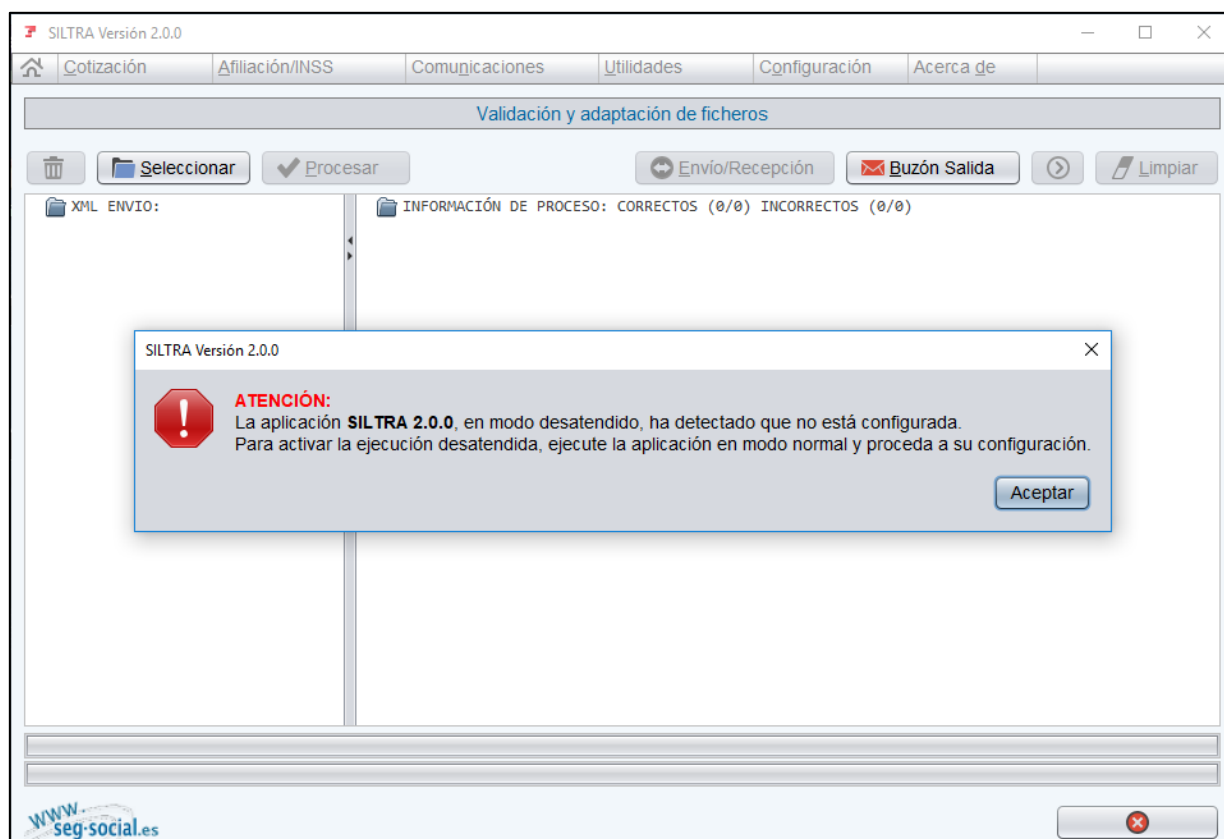 SILTRA Versión 2.0.0
Cotización Afiliación/INSS Comunicaciones Utilidades Configuración Acerca de
Validación y adaptación de ficheros
Seleccionar Procesar Envío/Recepción Buzón Salida Limpiar
XML ENVIO: INFORMACIÓN DE PROCESO: CORRECTOS (0/0) INCORRECTOS (0/0)
SILTRA Versión 2.0.0
ATENCIÓN:
La aplicación SILTRA 2.0.0, en modo desatendido, ha detectado que no está configurada.
Para activar la ejecución desatendida, ejecute la aplicación en modo normal y proceda a su configuración.
Aceptar
www.
seg-social.es